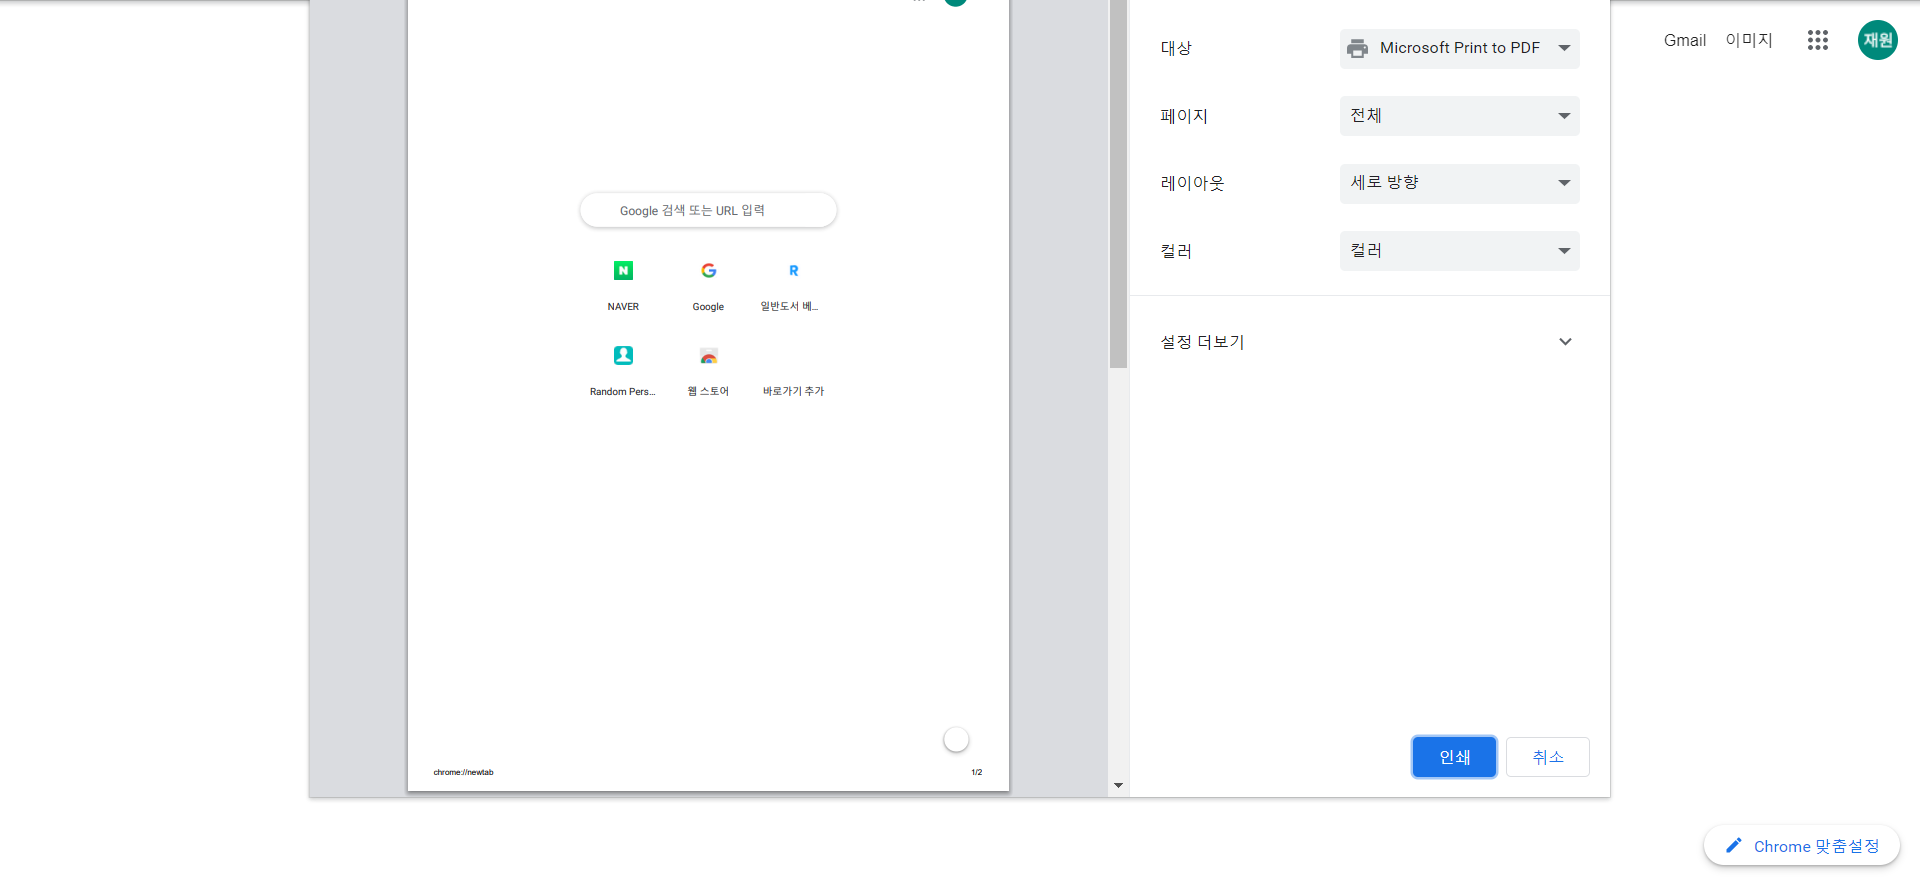 Gmail 이미지
재원
대상
Microsoft Print to PDF
페이지
전체
레이아웃
세로 방향
컬러
컬러
설정 더보기
인쇄
취소
Google 검색 또는 URL 입력
N
NAVER
Google
R
일반도서 베...
Random Pers...
웹 스토어
바로가기 추가
chrome://newtab
1/2
Chrome 맞춤설정